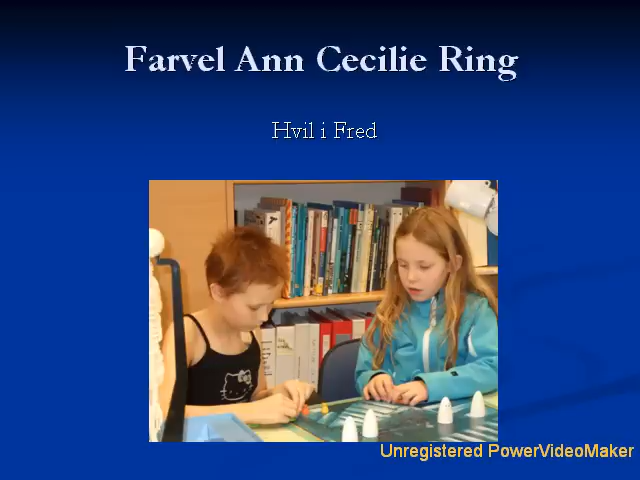 Farvel Ann Cecilie Ring
Hvil i Fred
Unregistered PowerVideoMaker